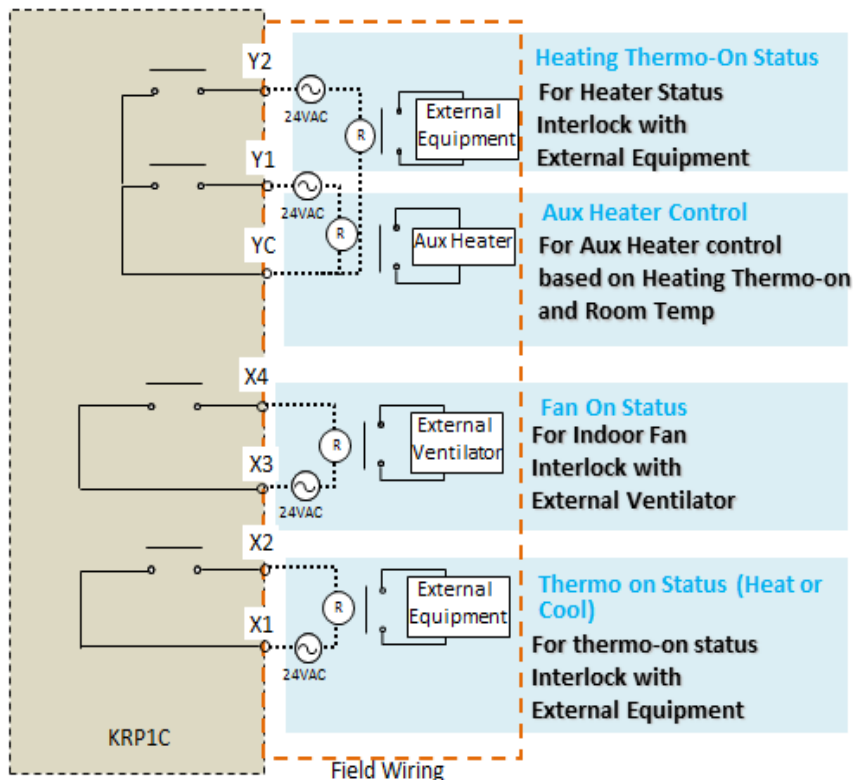 Y2
24VAC
R
External
Equipment
Heating Thermo-On Status
For Heater Status
Interlock with
External Equipment
Y1
24VAC
R
YC
Aux Heater
Aux Heater Control
For Aux Heater control
based on Heating Thermo-on
and Room Temp
X4
X3
R
24VAC
External
Ventilator
Fan On Status
For Indoor Fan
Interlock with
External Ventilator
X2
X1
R
24VAC
External
Equipment
Thermo on Status (Heat or
Cool)
For thermo-on status
Interlock with
External Equipment
KRP1C
Field Wiring